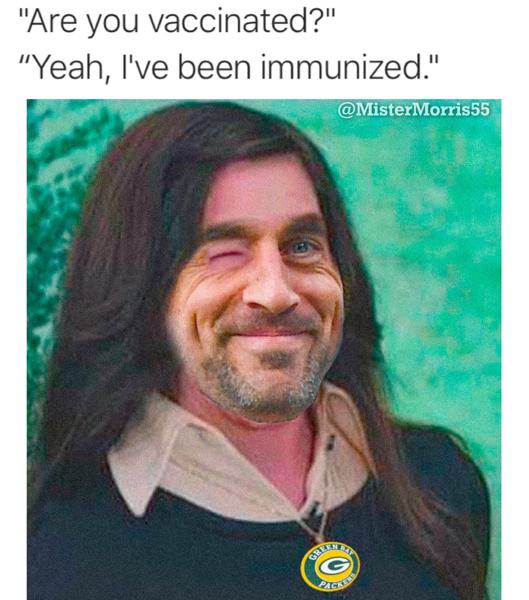 "Are you vaccinated?"
“Yeah, I've been immunized."
@MisterMorris55
GREEN BAY
G
PACKERS